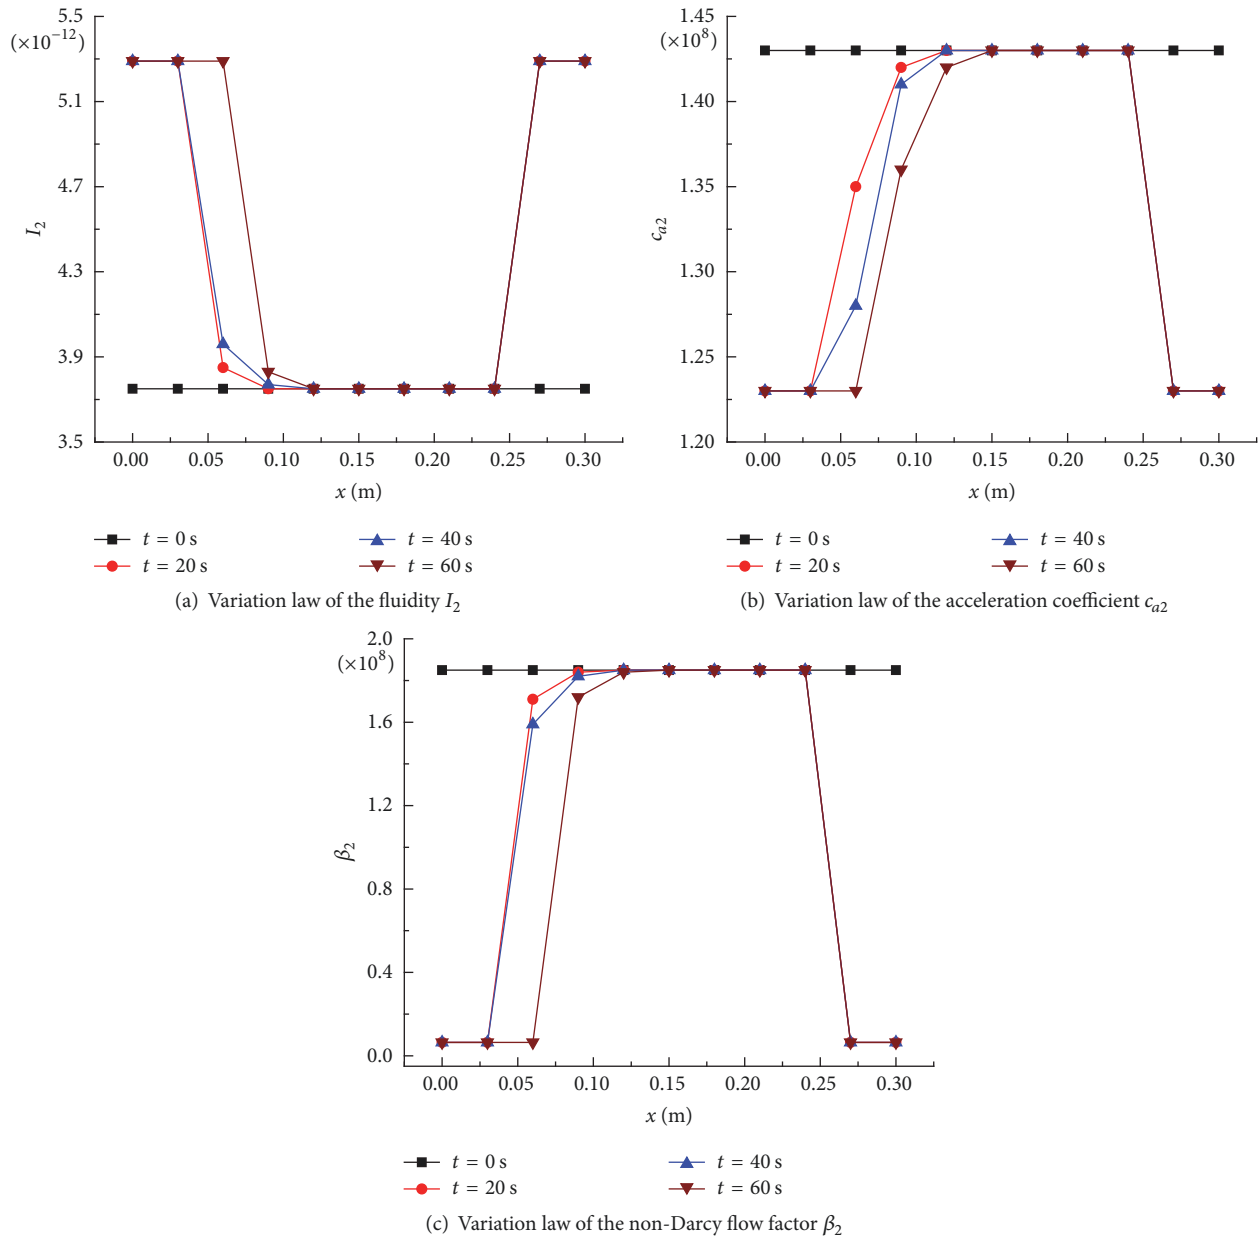 5.5
(×10⁻¹²)
5.1
4.7
4.3
3.9
3.5
I₂
0.00 0.05 0.10 0.15 0.20 0.25 0.30
x (m)
t = 0 s t = 40 s
t = 20 s t = 60 s
(a) Variation law of the fluidity I₂
1.45
(×10⁸)
1.40
1.35
1.30
1.25
1.20
cₐ₂
0.00 0.05 0.10 0.15 0.20 0.25 0.30
x (m)
t = 0 s t = 40 s
t = 20 s t = 60 s
(b) Variation law of the acceleration coefficient cₐ₂
2.0
(×10⁸)
1.6
1.2
0.8
0.4
0.0
β₂
0.00 0.05 0.10 0.15 0.20 0.25 0.30
x (m)
t = 0 s t = 40 s
t = 20 s t = 60 s
(c) Variation law of the non-Darcy flow factor β₂